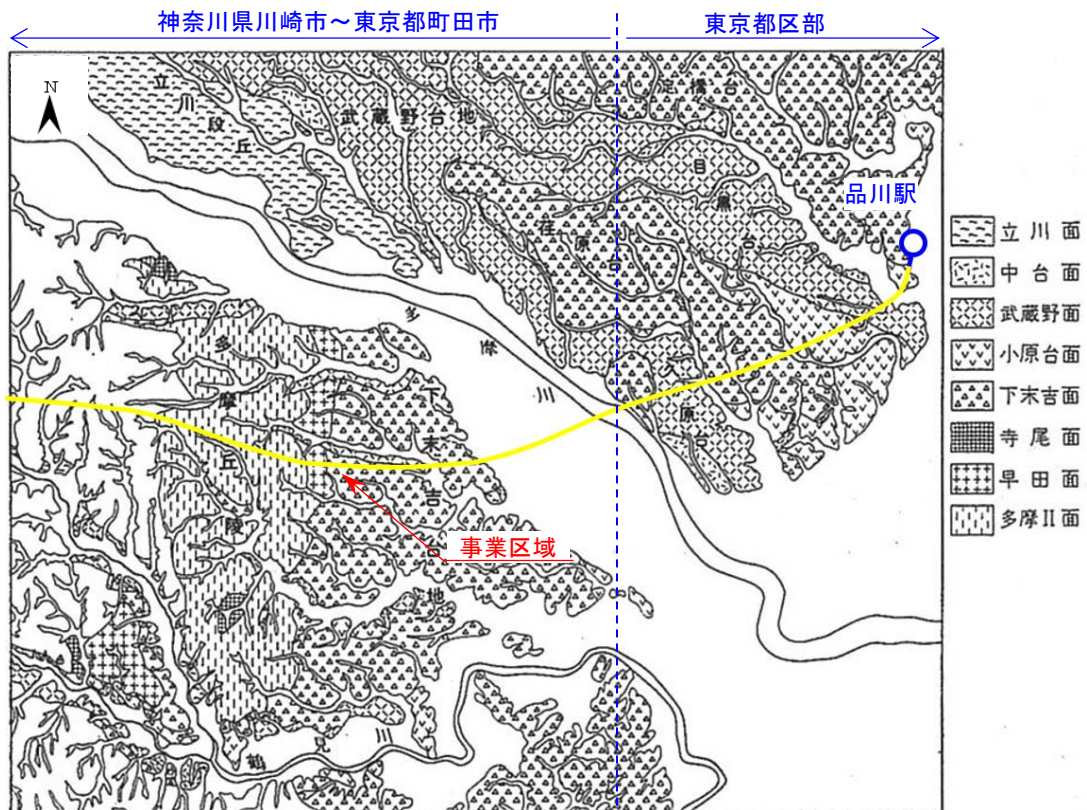 神奈川県川崎市～東京都町田市
東京都区部
N
立川段丘
武蔵野台地
淀橋台
目黒台
品川駅
荏原台
久原台
多摩川
多摩丘陵
下末吉台地
事業区域
鶴見川
立川面
中台面
武蔵野面
小原台面
下末吉面
寺尾面
早田面
多摩II面